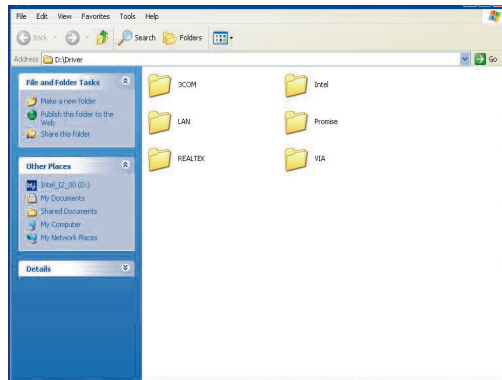 File Edit View Favorites Tools Help
Back Search Folders
Address D:\Driver Go
File and Folder Tasks
Make a new folder
Publish this folder to the
Web
Share this folder
Other Places
Intel_I2_00 (D:)
My Documents
Shared Documents
My Computer
My Network Places
Details
3COM Intel
LAN Promise
REALTEK VIA